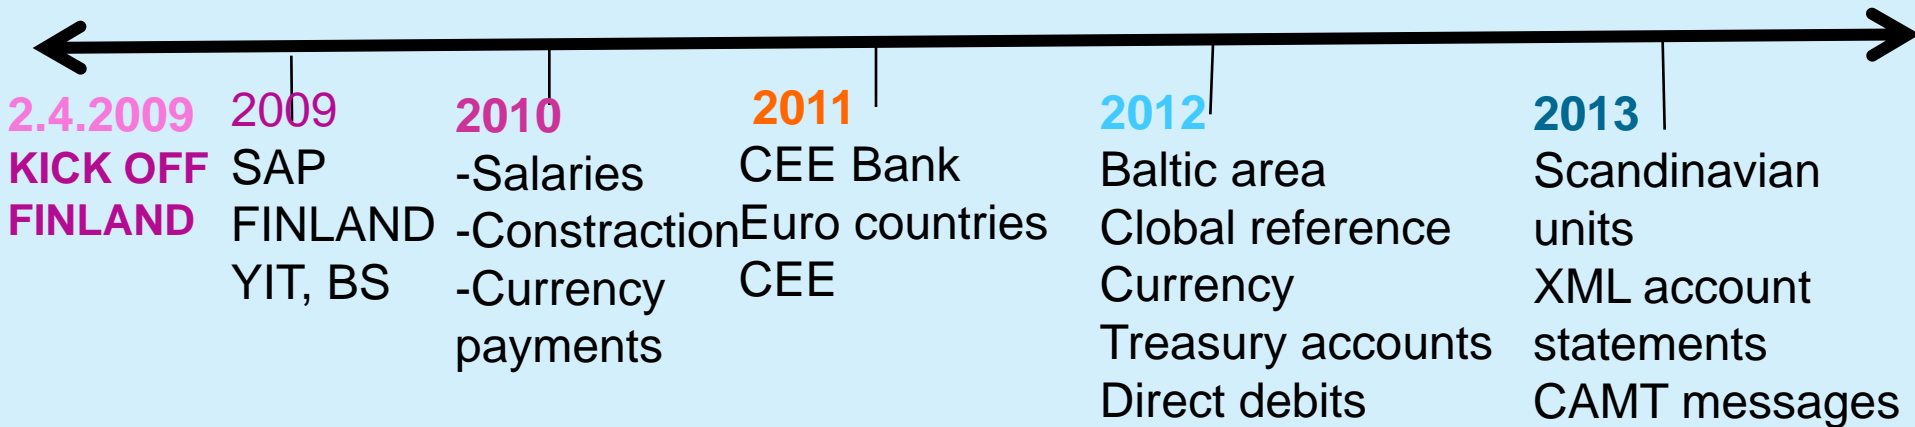 2.4.2009
KICK OFF
FINLAND
2009
SAP
FINLAND
YIT, BS
2010
-Salaries
-Constraction
-Currency
payments
2011
CEE Bank
Euro countries
CEE
2012
Baltic area
Clobal reference
Currency
Treasury accounts
Direct debits
2013
Scandinavian
units
XML account
statements
CAMT messages